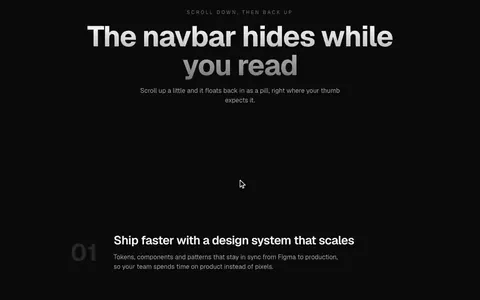 SCROLL DOWN, THEN BACK UP
The navbar hides while
you read
Scroll up a little and it floats back in as a pill, right where your thumb
expects it.
01
Ship faster with a design system that scales
Tokens, components and patterns that stay in sync from Figma to production,
so your team spends time on product instead of pixels.